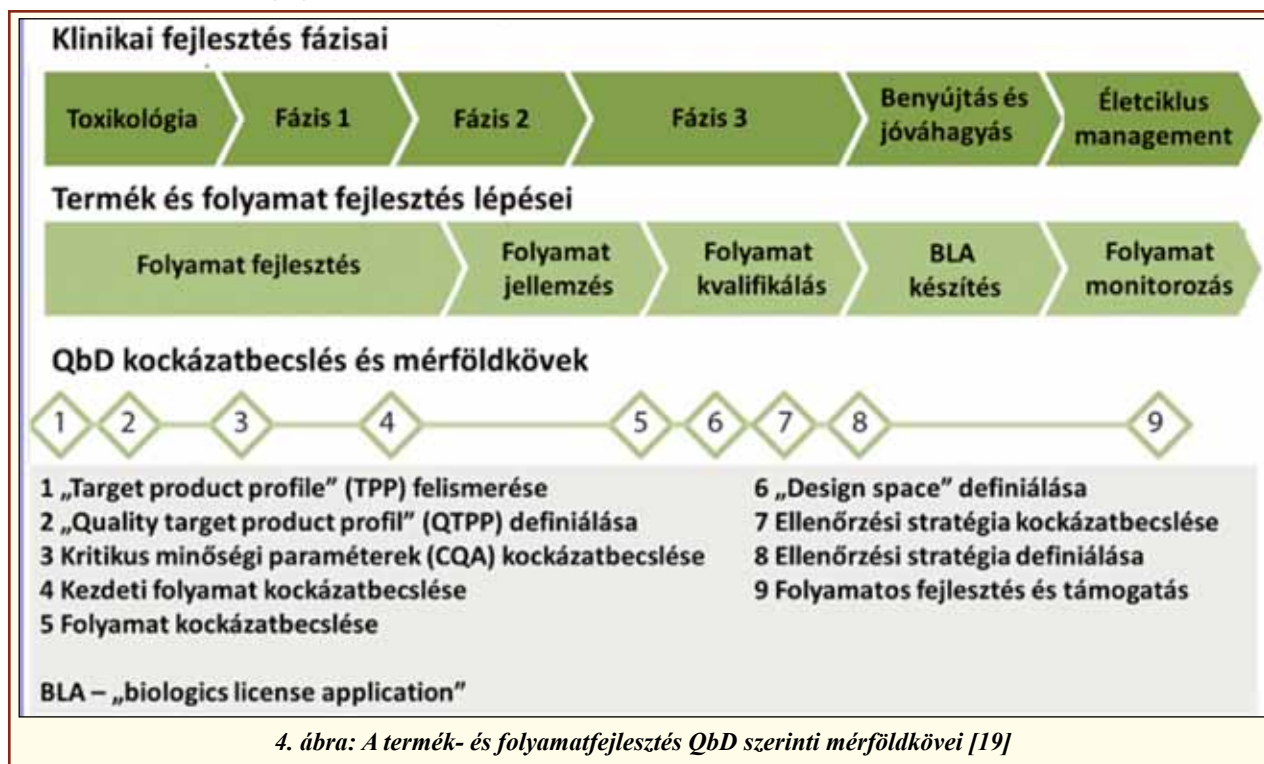 Klinikai fejlesztés fázisai
Toxikológia
Fázis 1
Fázis 2
Fázis 3
Benyújtás és
jóváhagyás
Életciklus
management
Termék és folyamat fejlesztés lépései
Folyamat fejlesztés
Folyamat
jellemzés
Folyamat
kvalifikálás
BLA
készítés
Folyamat
monitorozás
QbD kockázatbecslés és mérföldkövek
1 2 3 4 5 6 7 8 9
1 „Target product profile” (TPP) felismerése
2 „Quality target product profil” (QTPP) definiálása
3 Kritikus minőségi paraméterek (CQA) kockázatbecslése
4 Kezdeti folyamat kockázatbecslése
5 Folyamat kockázatbecslése
6 „Design space” definiálása
7 Ellenőrzési stratégia kockázatbecslése
8 Ellenőrzési stratégia definiálása
9 Folyamatos fejlesztés és támogatás
BLA – „biologics license application”
4. ábra: A termék- és folyamatfejlesztés QbD szerinti mérföldkövei [19]